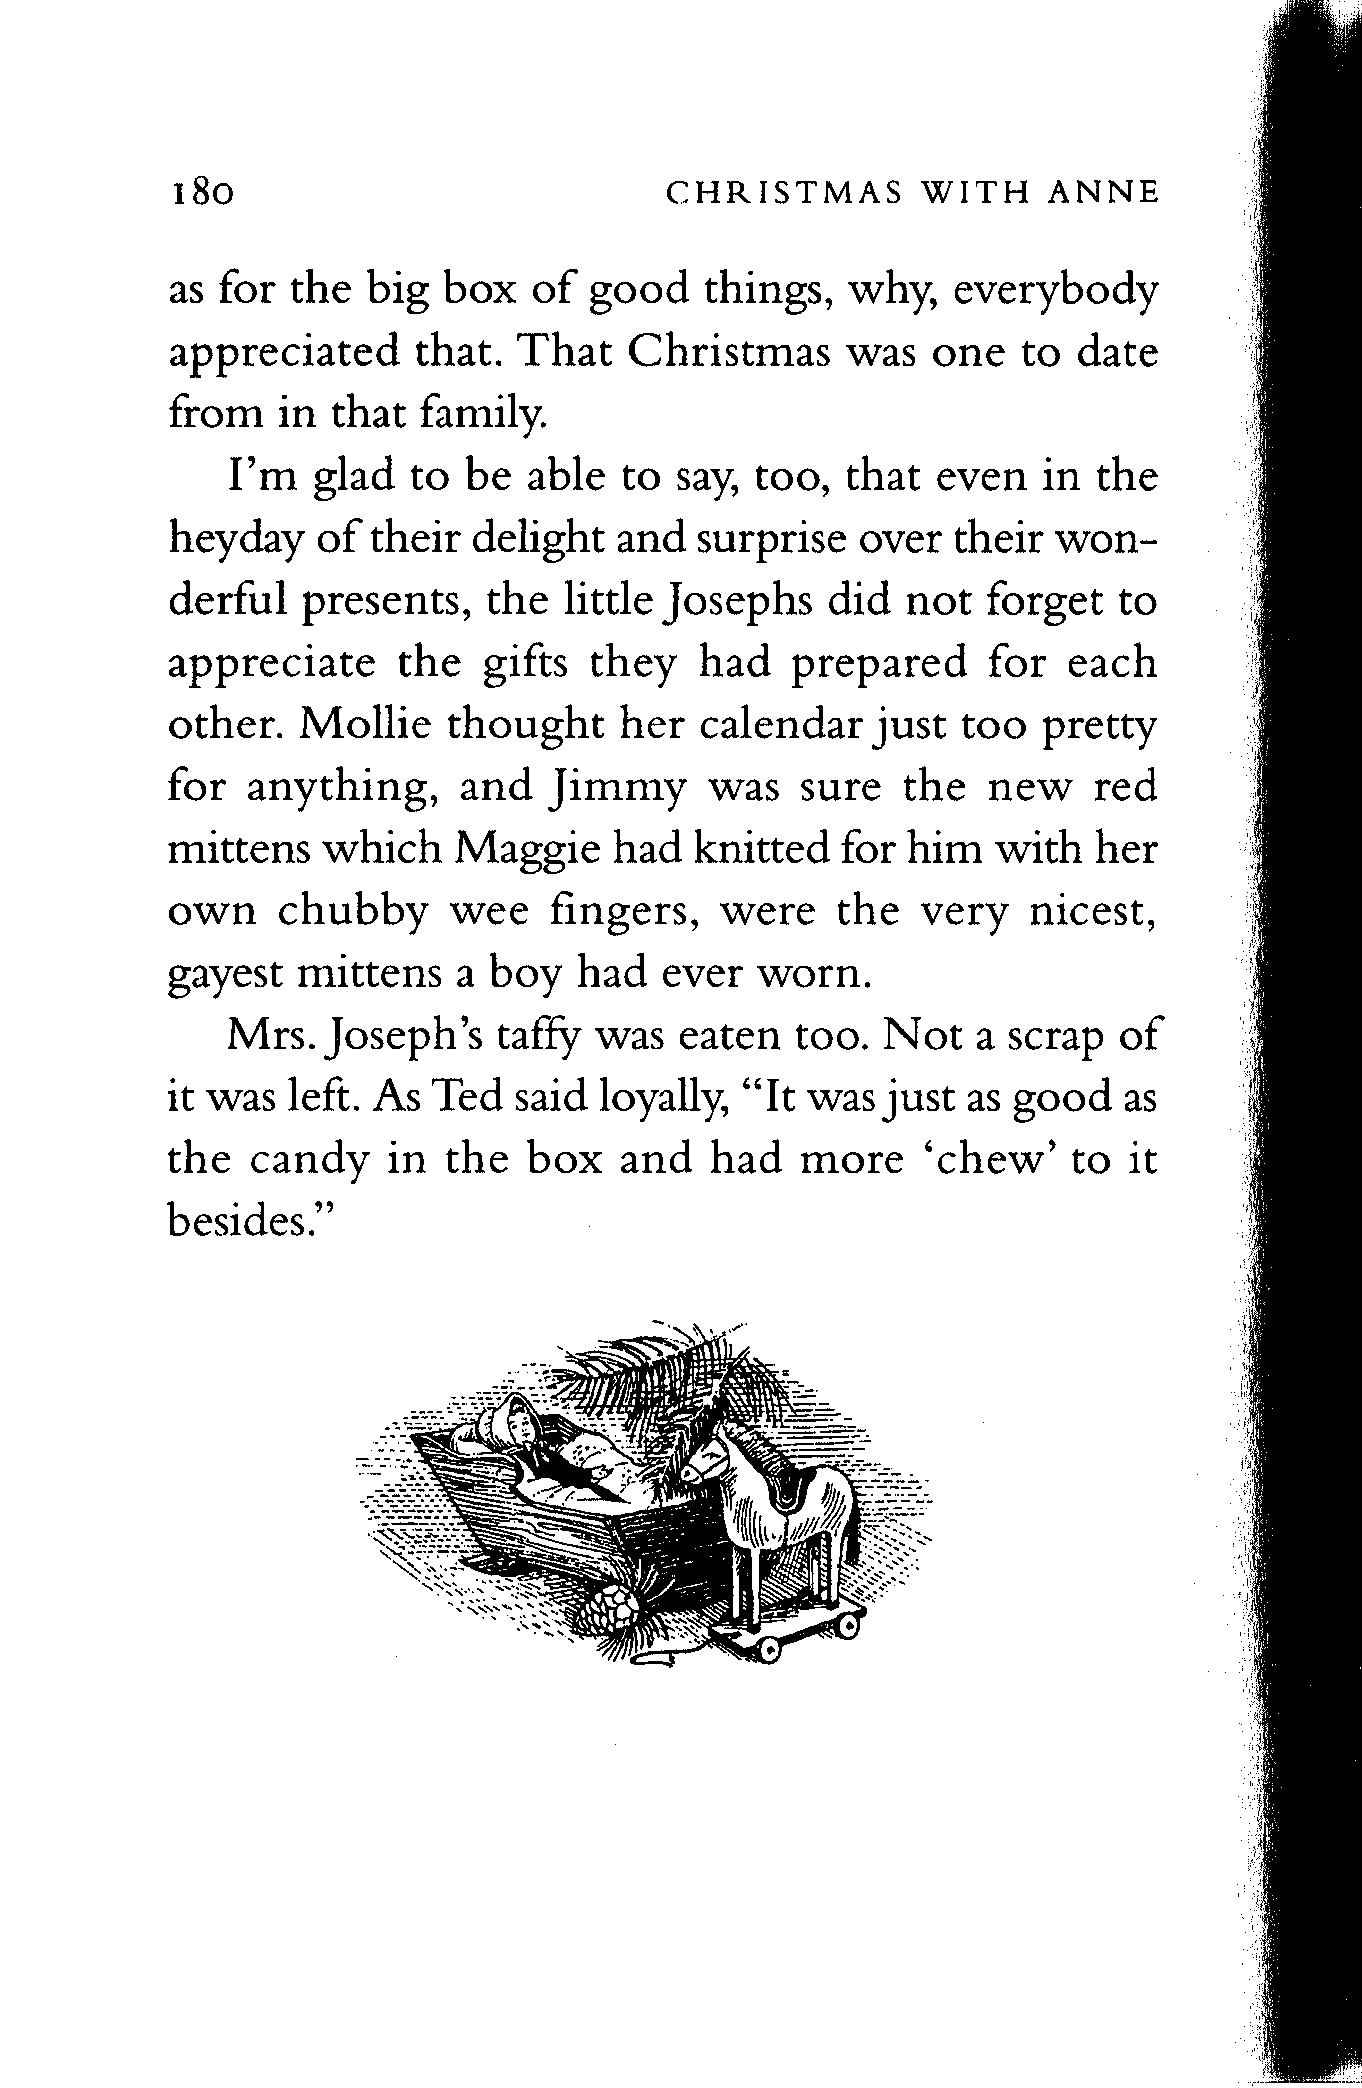 180 CHRISTMAS WITH ANNE
as for the big box of good things, why, everybody
appreciated that. That Christmas was one to date
from in that family.
I’m glad to be able to say, too, that even in the
heyday of their delight and surprise over their won-
derful presents, the little Josephs did not forget to
appreciate the gifts they had prepared for each
other. Mollie thought her calendar just too pretty
for anything, and Jimmy was sure the new red
mittens which Maggie had knitted for him with her
own chubby wee fingers, were the very nicest,
gayest mittens a boy had ever worn.
Mrs. Joseph’s taffy was eaten too. Not a scrap of
it was left. As Ted said loyally, “It was just as good as
the candy in the box and had more ‘chew’ to it
besides.”